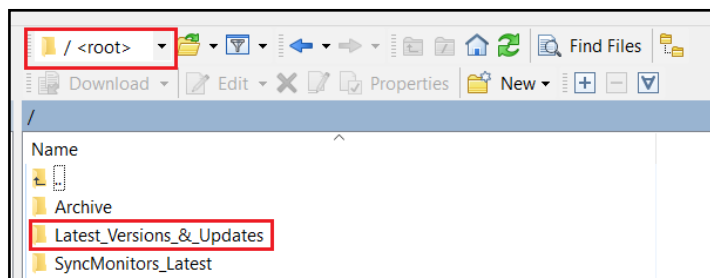 / <root> Find Files
Download Edit Properties New
/
Name
..
Archive
Latest_Versions_&_Updates
SyncMonitors_Latest